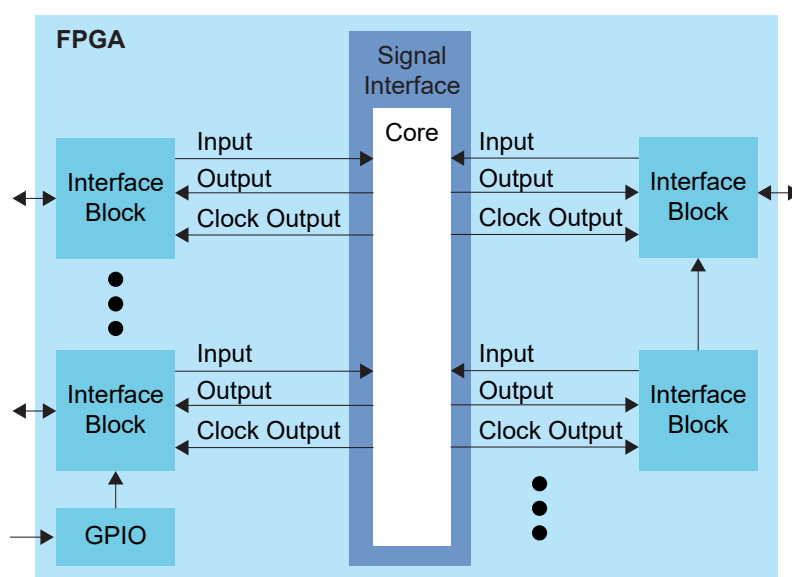 FPGA
Signal
Interface
Core
Input
Output
Clock Output
Interface
Block
Input
Output
Clock Output
Interface
Block
Input
Output
Clock Output
Interface
Block
Input
Output
Clock Output
Interface
Block
GPIO